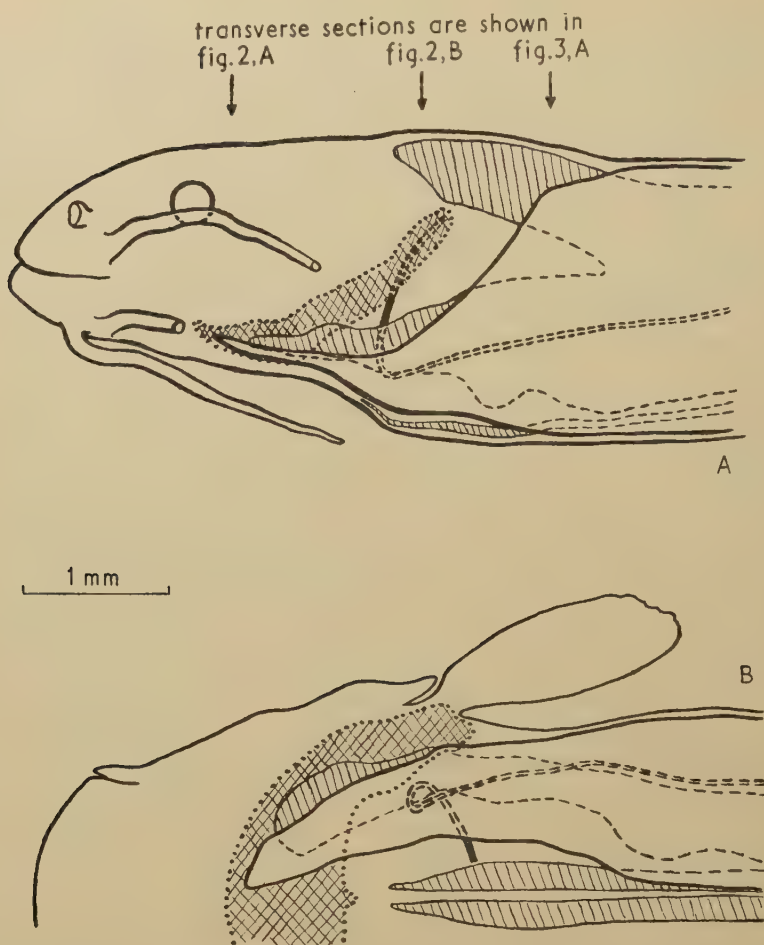 transverse sections are shown in
fig.2,A fig.2,B fig.3,A
A
1 mm
B